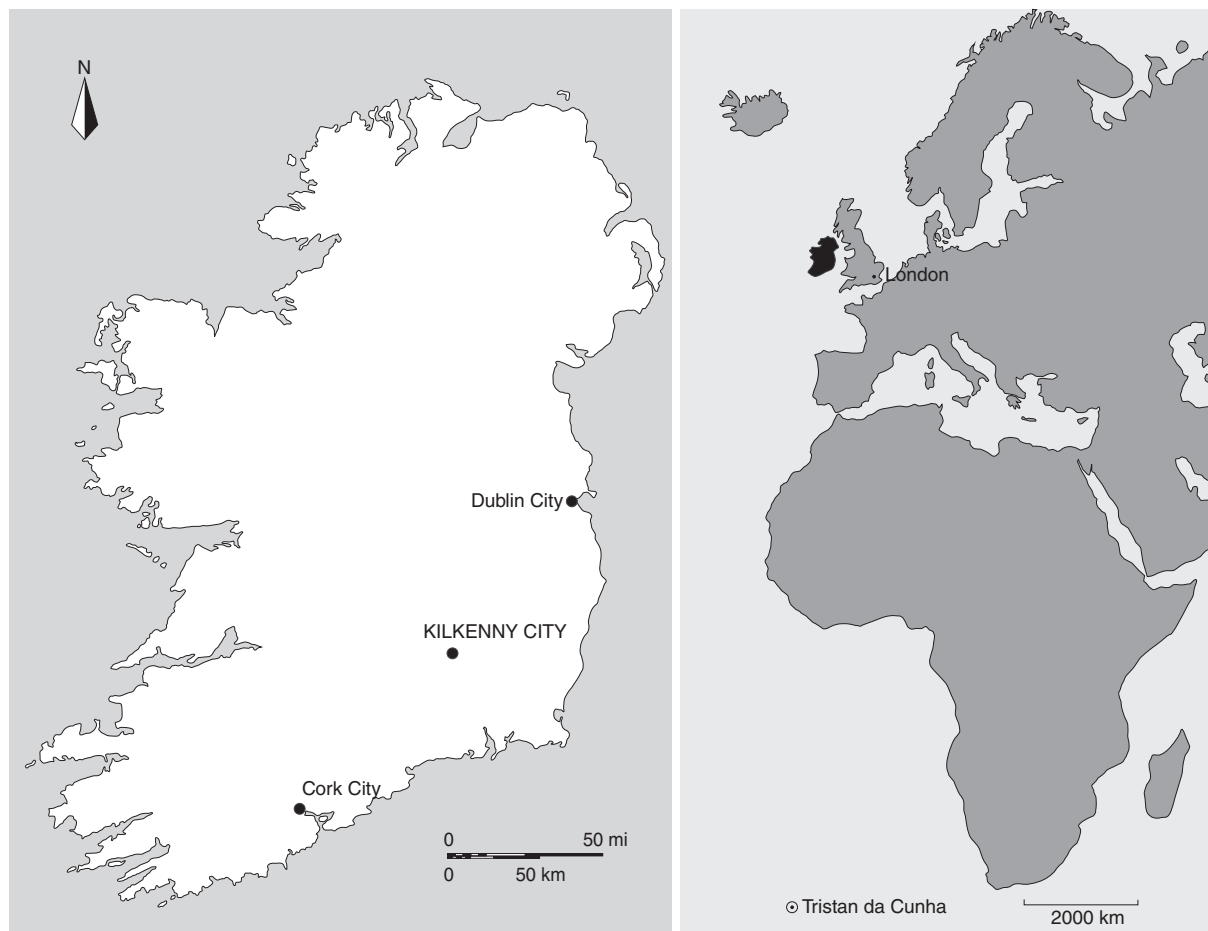 N
Dublin City
KILKENNY CITY
Cork City
0 50 mi
0 50 km
London
Tristan da Cunha
2000 km